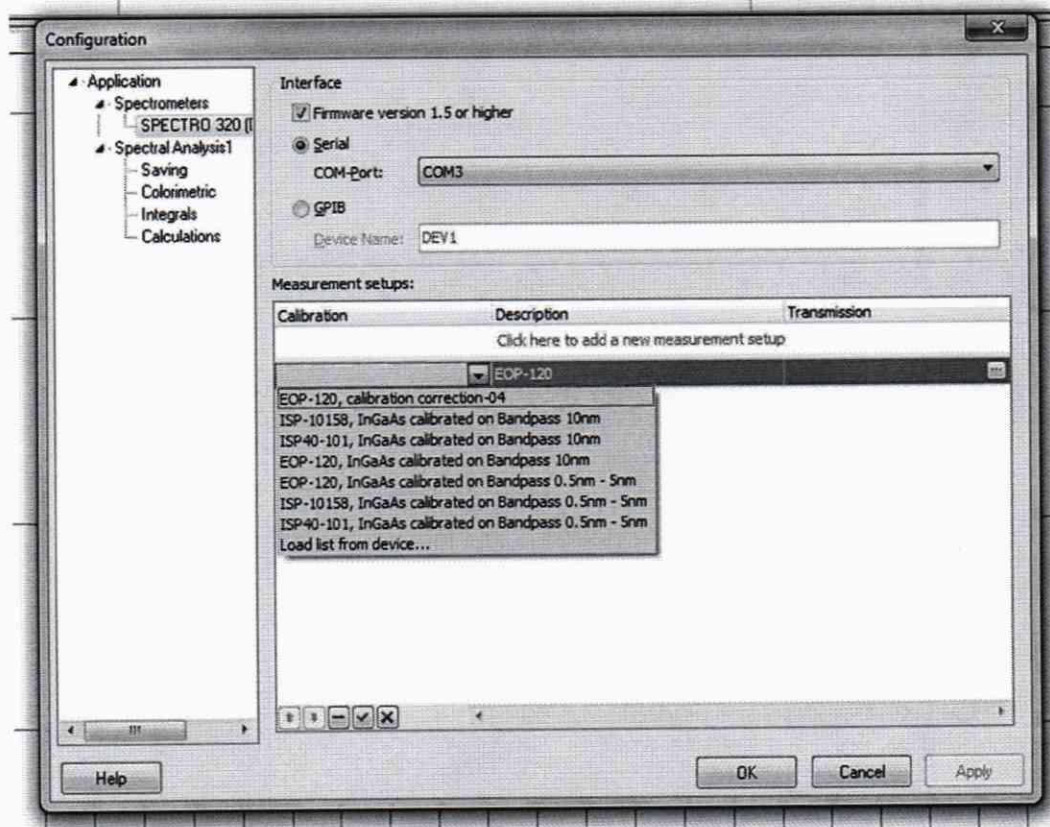 Configuration
Application
Spectrometers
SPECTRO 320 (
Spectral Analysis1
Saving
Colorimetric
Integrals
Calculations
Interface
Firmware version 1.5 or higher
Serial
COM-Port: COM3
GPIB
Device Name: DEV1
Measurement setups:
Calibration Description Transmission
Click here to add a new measurement setup
EOP-120
EOP-120, calibration correction-04
ISP-10158, InGaAs calibrated on Bandpass 10nm
ISP40-101, InGaAs calibrated on Bandpass 10nm
EOP-120, InGaAs calibrated on Bandpass 10nm
EOP-120, InGaAs calibrated on Bandpass 0.5nm - 5nm
ISP-10158, InGaAs calibrated on Bandpass 0.5nm - 5nm
ISP40-101, InGaAs calibrated on Bandpass 0.5nm - 5nm
Load list from device...
Help
OK Cancel Apply